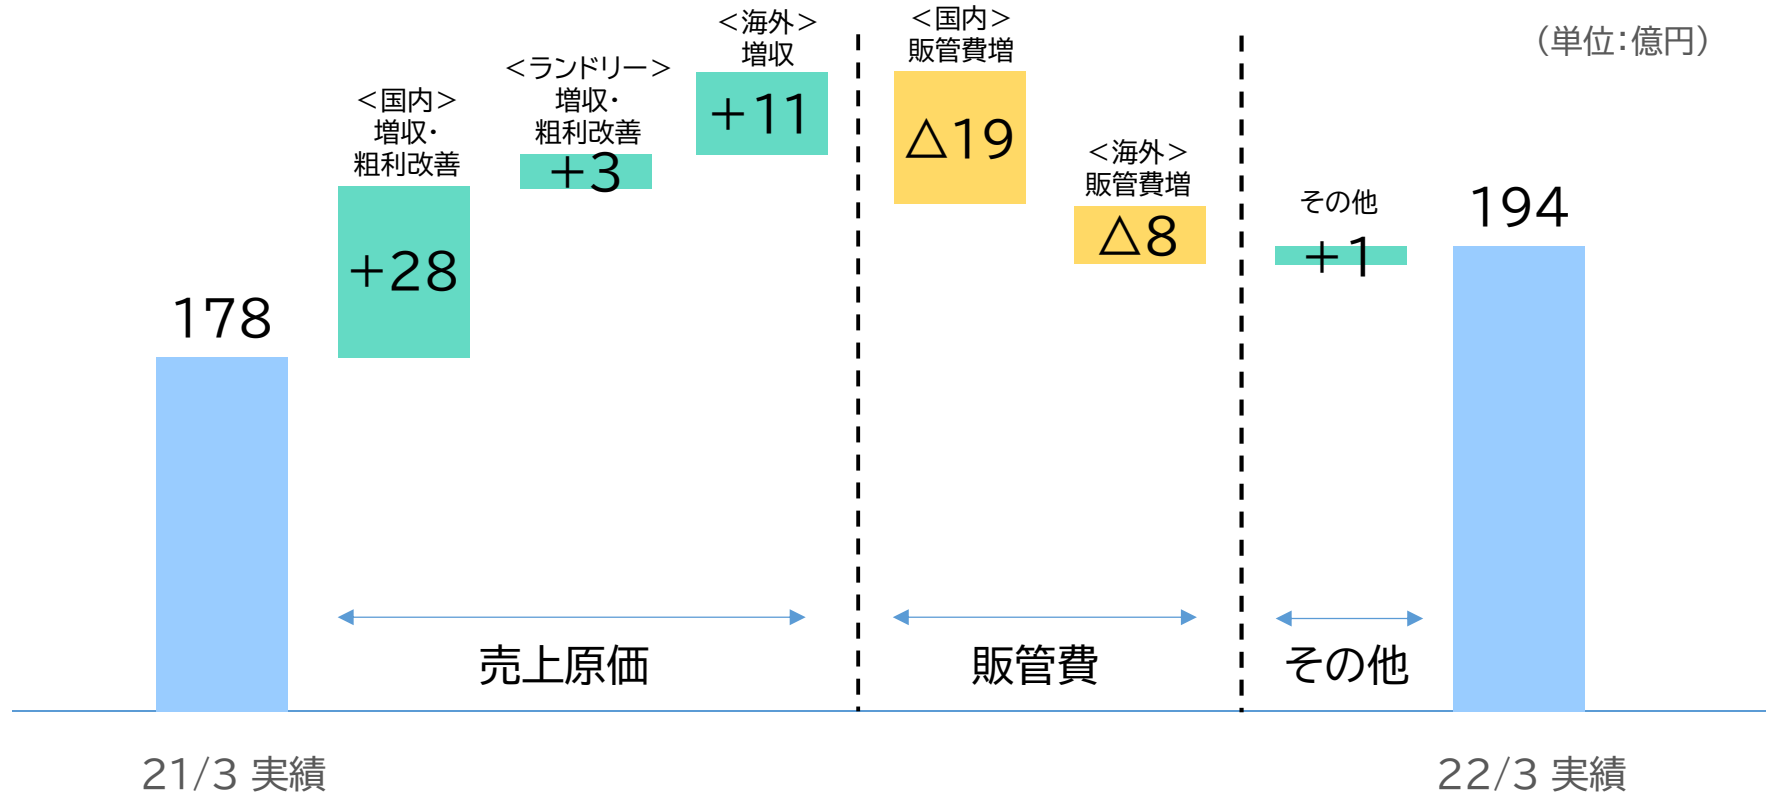 （単位：億円）
178
＜国内＞
増収・
粗利改善
+28
＜ランドリー＞
増収・
粗利改善
+3
＜海外＞
増収
+11
＜国内＞
販管費増
△19
＜海外＞
販管費増
△8
その他
+1
194
売上原価
販管費
その他
21/3 実績
22/3 実績